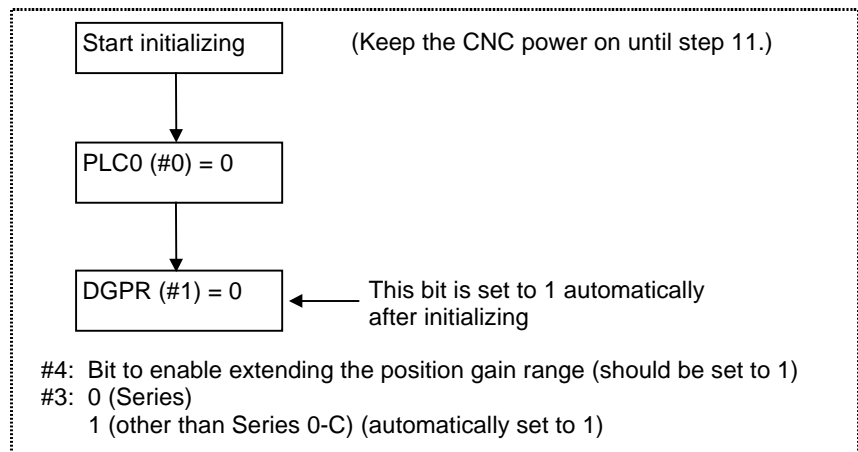 Start initializing
(Keep the CNC power on until step 11.)
PLC0 (#0) = 0
DGPR (#1) = 0
This bit is set to 1 automatically
after initializing
#4: Bit to enable extending the position gain range (should be set to 1)
#3: 0 (Series)
1 (other than Series 0-C) (automatically set to 1)